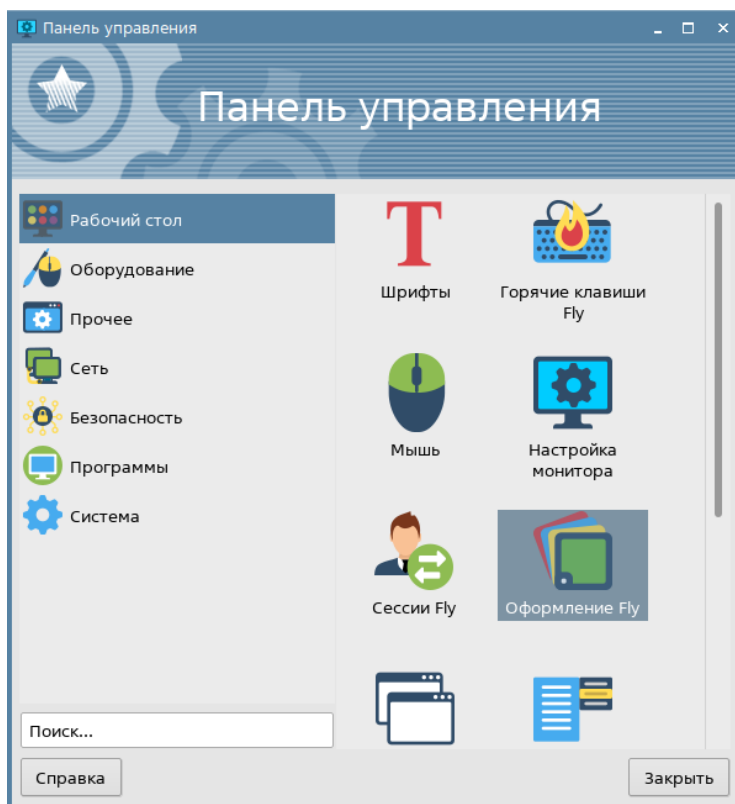 Панель управления
Панель управления
Рабочий стол
Оборудование
Прочее
Сеть
Безопасность
Программы
Система
Шрифты
Горячие клавиши
Fly
Мышь
Настройка
монитора
Сессии Fly
Оформление Fly
Поиск...
Справка
Закрыть